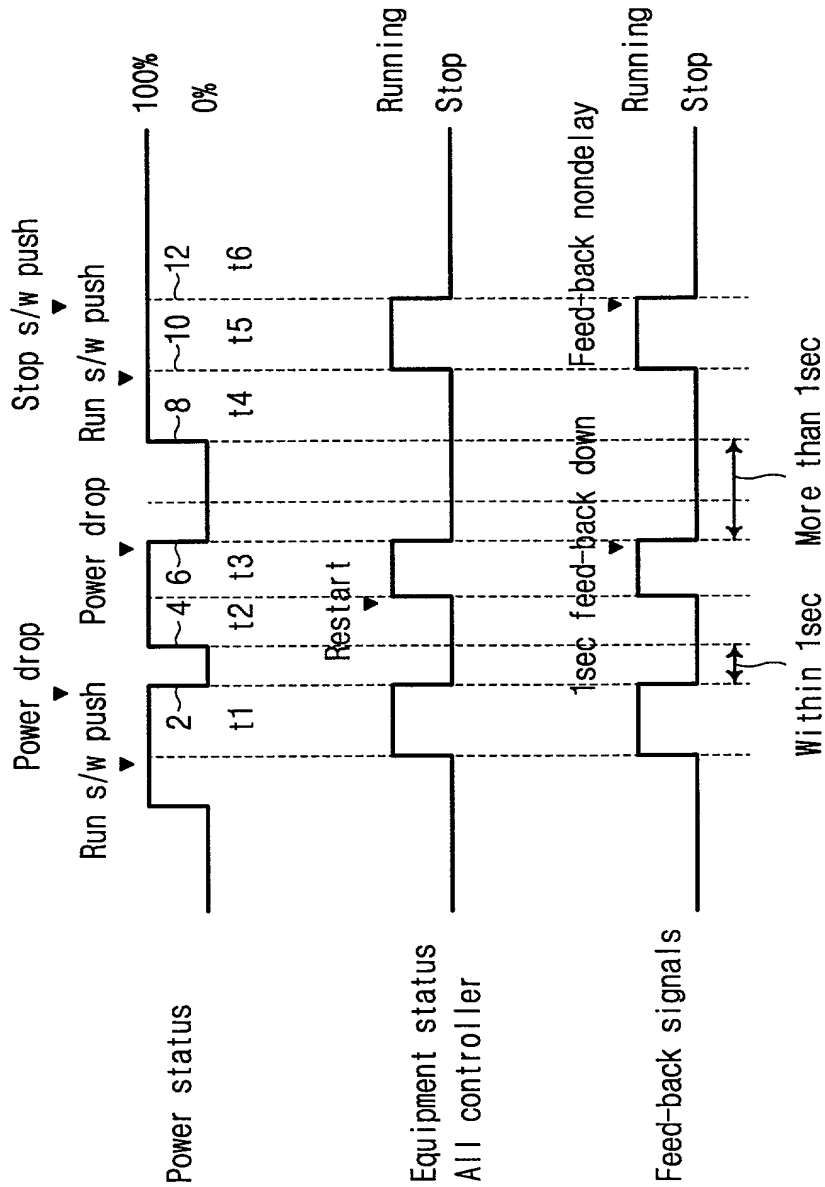 Stop s/w push
Power drop
Run s/w push
Power drop
Run s/w push
Power status
2
4
6
8
10
12
100%
0%
t1
t2
t3
t4
t5
t6
Restart
Equipment status
All controller
Running
Stop
1sec feed-back down
Feed-back nondelay
Feed-back signals
Running
Stop
Within 1sec
More than 1sec